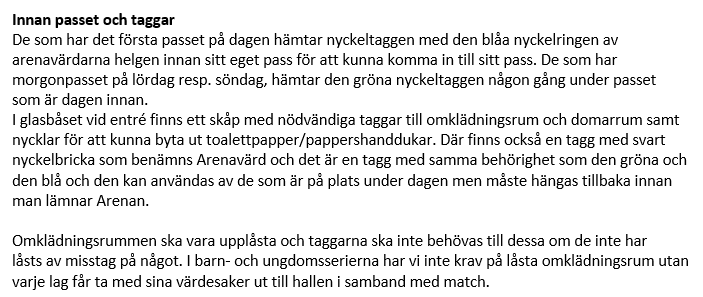 Innan passet och taggar
De som har det första passet på dagen hämtar nyckeltaggen med den blåa nyckelringen av
arenavärdarna helgen innan sitt eget pass för att kunna komma in till sitt pass. De som har
morgonpasset på lördag resp. söndag, hämtar den gröna nyckeltaggen någon gång under passet
som är dagen innan.
I glasbåset vid entré finns ett skåp med nödvändiga taggar till omklädningsrum och domarrum samt
nycklar för att kunna byta ut toalettpapper/pappershanddukar. Där finns också en tagg med svart
nyckelbricka som benämns Arenavärd och det är en tagg med samma behörighet som den gröna och
den blå och den kan användas av de som är på plats under dagen men måste hängas tillbaka innan
man lämnar Arenan.
Omklädningsrummen ska vara upplåsta och taggarna ska inte behövas till dessa om de inte har
låsts av misstag på något. I barn- och ungdomsserierna har vi inte krav på låsta omklädningsrum utan
varje lag får ta med sina värdesaker ut till hallen i samband med match.